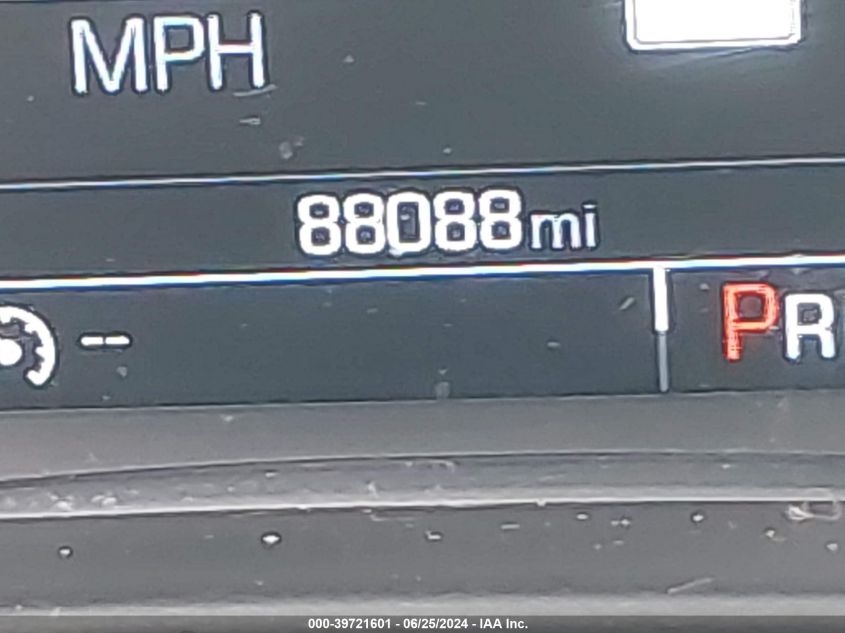 MPH
88088 mi
-- PR
000-39721601 - 06/25/2024 - IAA Inc.